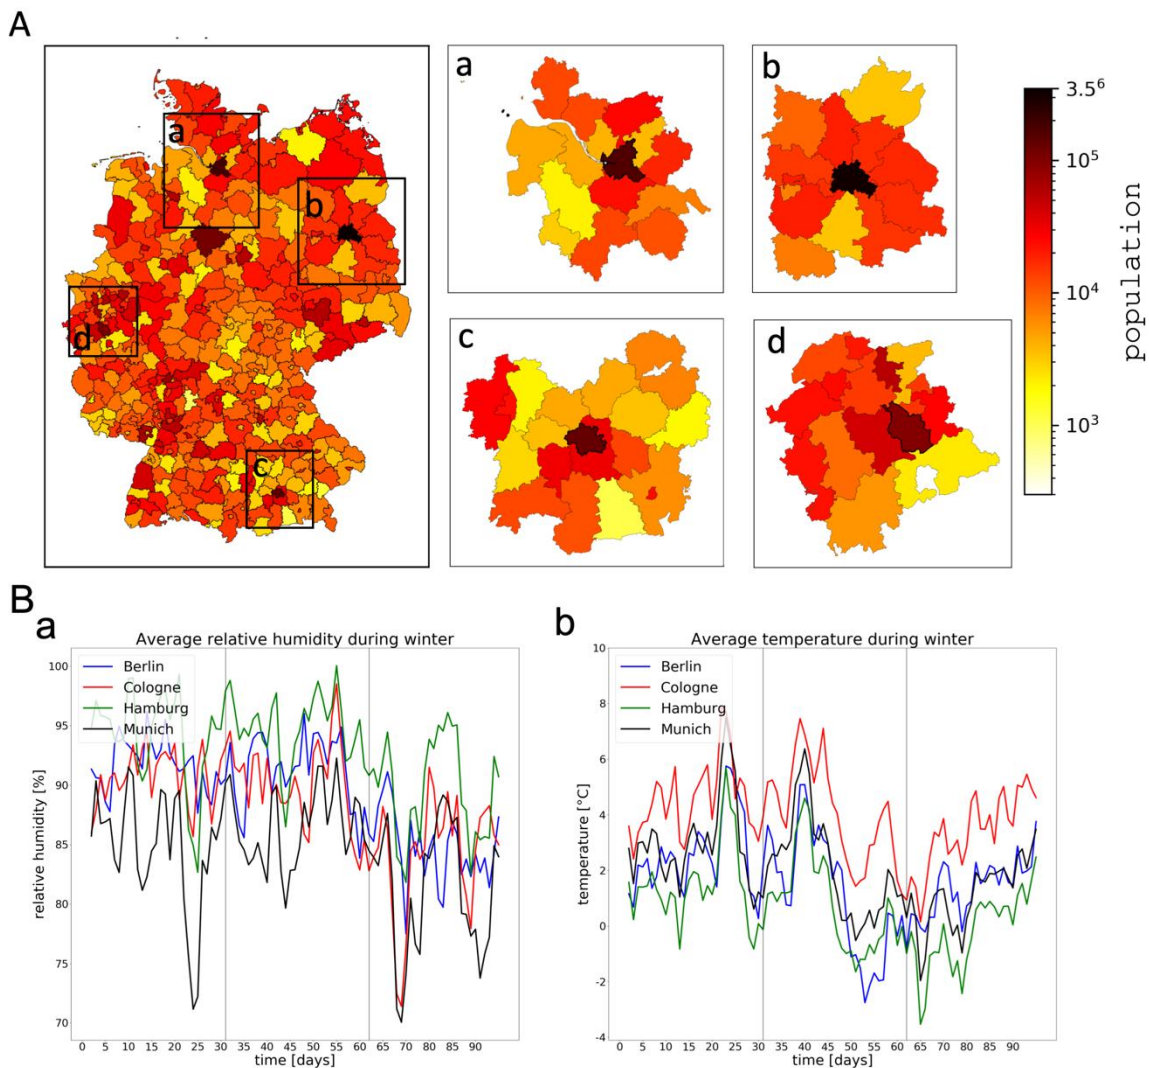 A
a
b
c
d
a
b
c
d
3.5⁶
10⁵
10⁴
10³
population
B
a
Average relative humidity during winter
Berlin
Cologne
Hamburg
Munich
100
95
90
85
80
75
70
relative humidity [%]
0 5 10 15 20 25 30 35 40 45 50 55 60 65 70 75 80 85 90
time [days]
b
Average temperature during winter
Berlin
Cologne
Hamburg
Munich
10
8
6
4
2
0
-2
-4
temperature [°C]
0 5 10 15 20 25 30 35 40 45 50 55 60 65 70 80 85 90
time [days]